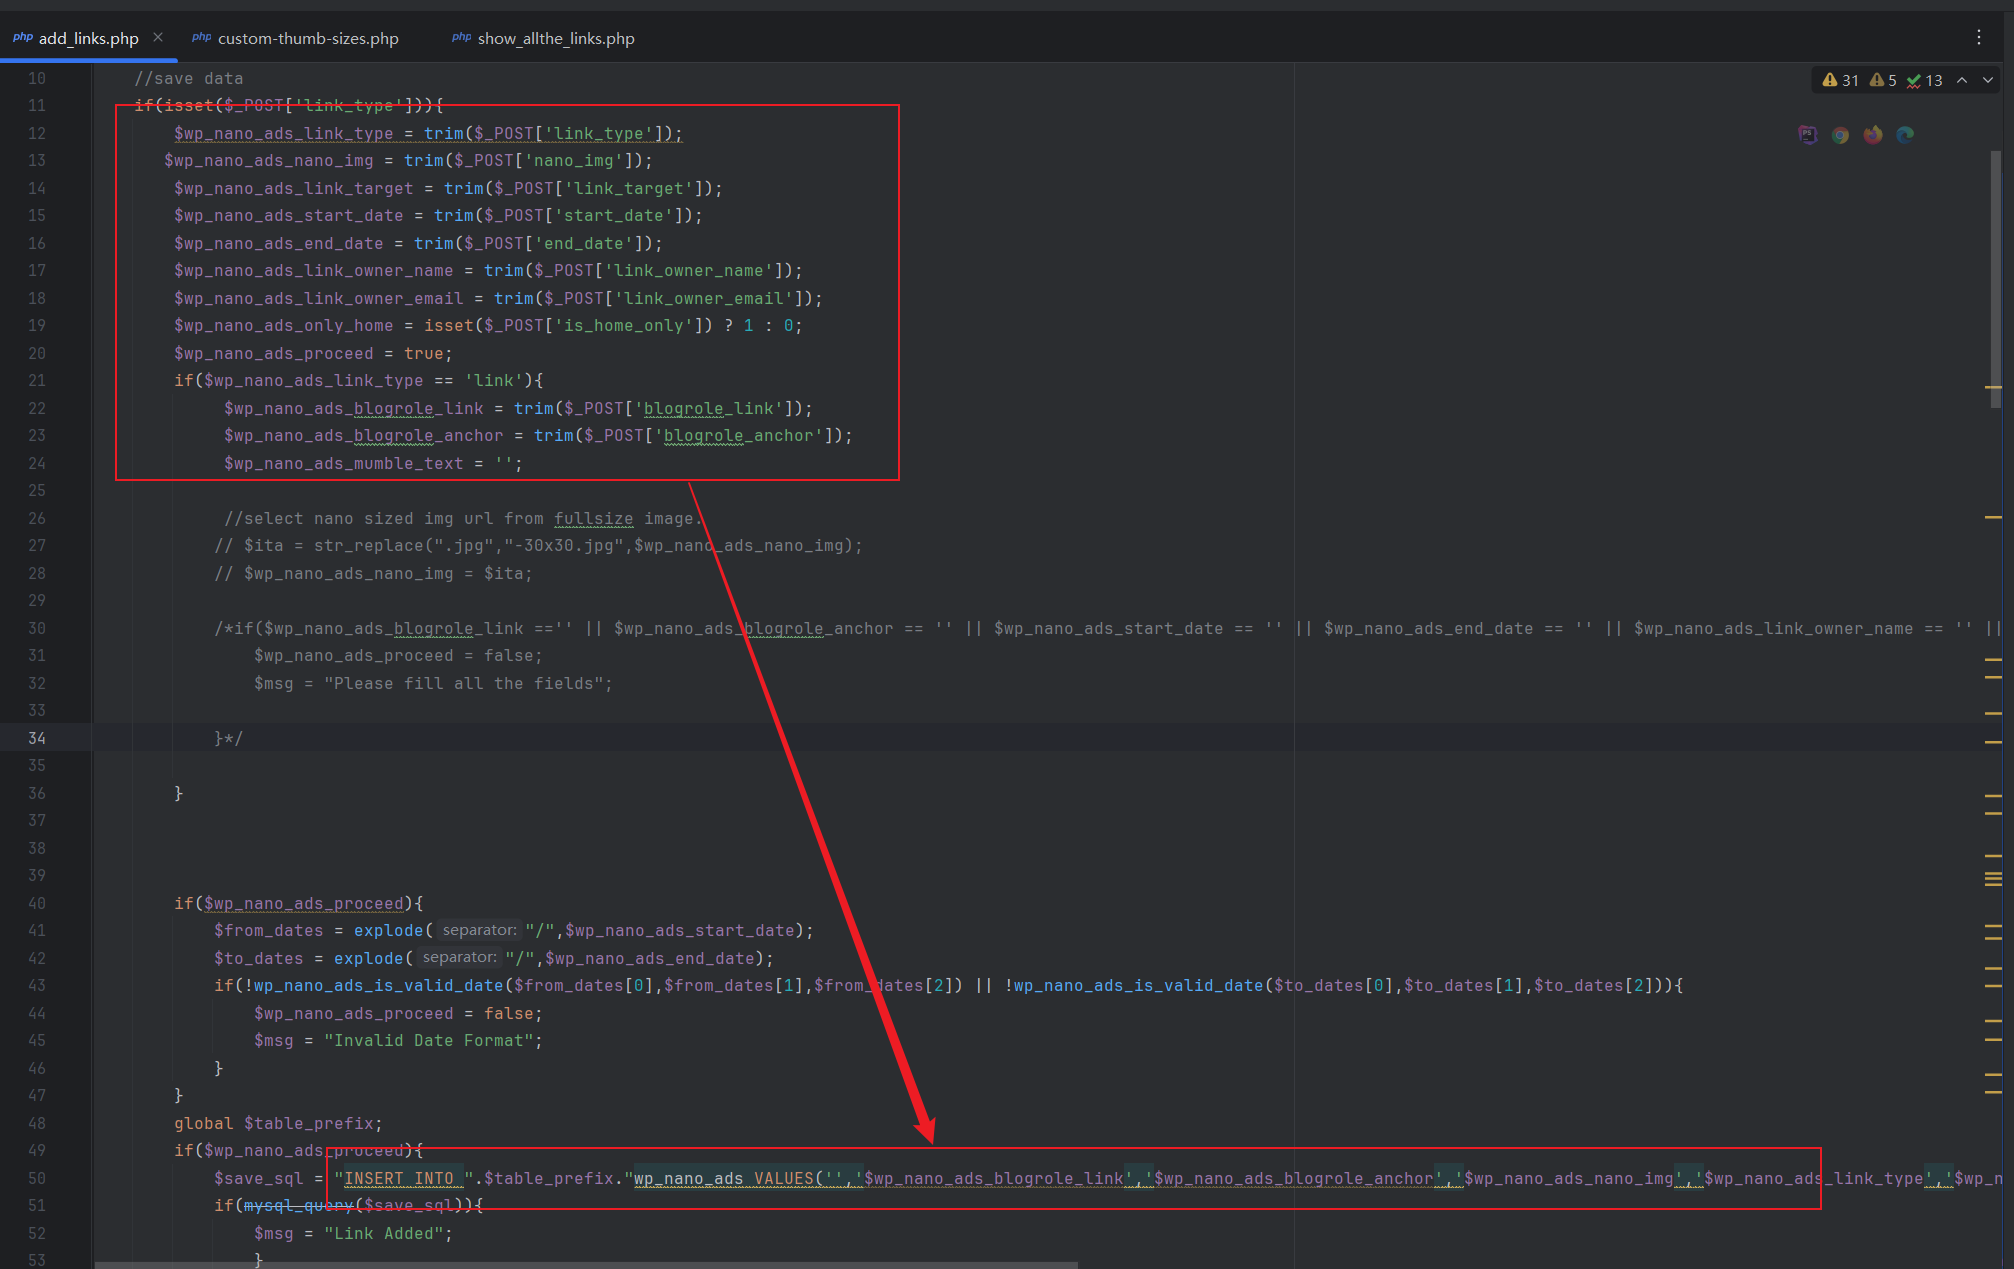 php add_links.php × php custom-thumb-sizes.php php show_allthe_links.php
31 5 13
10 //save data
11 if(isset($_POST['link_type'])){
12 $wp_nano_ads_link_type = trim($_POST['link_type']);
13 $wp_nano_ads_nano_img = trim($_POST['nano_img']);
14 $wp_nano_ads_link_target = trim($_POST['link_target']);
15 $wp_nano_ads_start_date = trim($_POST['start_date']);
16 $wp_nano_ads_end_date = trim($_POST['end_date']);
17 $wp_nano_ads_link_owner_name = trim($_POST['link_owner_name']);
18 $wp_nano_ads_link_owner_email = trim($_POST['link_owner_email']);
19 $wp_nano_ads_only_home = isset($_POST['is_home_only']) ? 1 : 0;
20 $wp_nano_ads_proceed = true;
21 if($wp_nano_ads_link_type == 'link'){
22 $wp_nano_ads_blogrole_link = trim($_POST['blogrole_link']);
23 $wp_nano_ads_blogrole_anchor = trim($_POST['blogrole_anchor']);
24 $wp_nano_ads_mumble_text = '';
25
26 //select nano sized img url from fullsize image.
27 // $ita = str_replace(".jpg","-30x30.jpg",$wp_nano_ads_nano_img);
28 // $wp_nano_ads_nano_img = $ita;
29
30 /*if($wp_nano_ads_blogrole_link =='' || $wp_nano_ads_blogrole_anchor == '' || $wp_nano_ads_start_date == '' || $wp_nano_ads_end_date == '' || $wp_nano_ads_link_owner_name == '' ||
31 $wp_nano_ads_proceed = false;
32 $msg = "Please fill all the fields";
33
34 }*/
35
36 }
37
38
39
40 if($wp_nano_ads_proceed){
41 $from_dates = explode( separator: "/",$wp_nano_ads_start_date);
42 $to_dates = explode( separator: "/",$wp_nano_ads_end_date);
43 if(!wp_nano_ads_is_valid_date($from_dates[0],$from_dates[1],$from_dates[2]) || !wp_nano_ads_is_valid_date($to_dates[0],$to_dates[1],$to_dates[2])){
44 $wp_nano_ads_proceed = false;
45 $msg = "Invalid Date Format";
46 }
47 }
48 global $table_prefix;
49 if($wp_nano_ads_proceed){
50 $save_sql = "INSERT INTO ".$table_prefix."wp_nano_ads VALUES('','$wp_nano_ads_blogrole_link','$wp_nano_ads_blogrole_anchor','$wp_nano_ads_nano_img','$wp_nano_ads_link_type','$wp_n
51 if(mysql_query($save_sql)){
52 $msg = "Link Added";
53 }